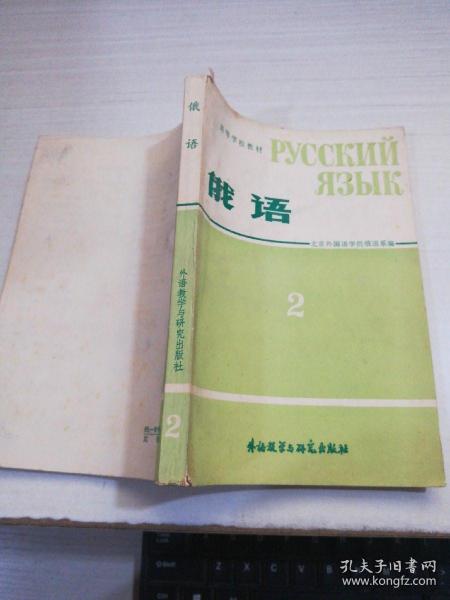 俄语
外语教学与研究出版社
2
高等学校教材
РУССКИЙ
ЯЗЫК
俄语
北京外国语学院俄语系编
2
外语教学与研究出版社
孔夫子旧书网
www.kongfz.com